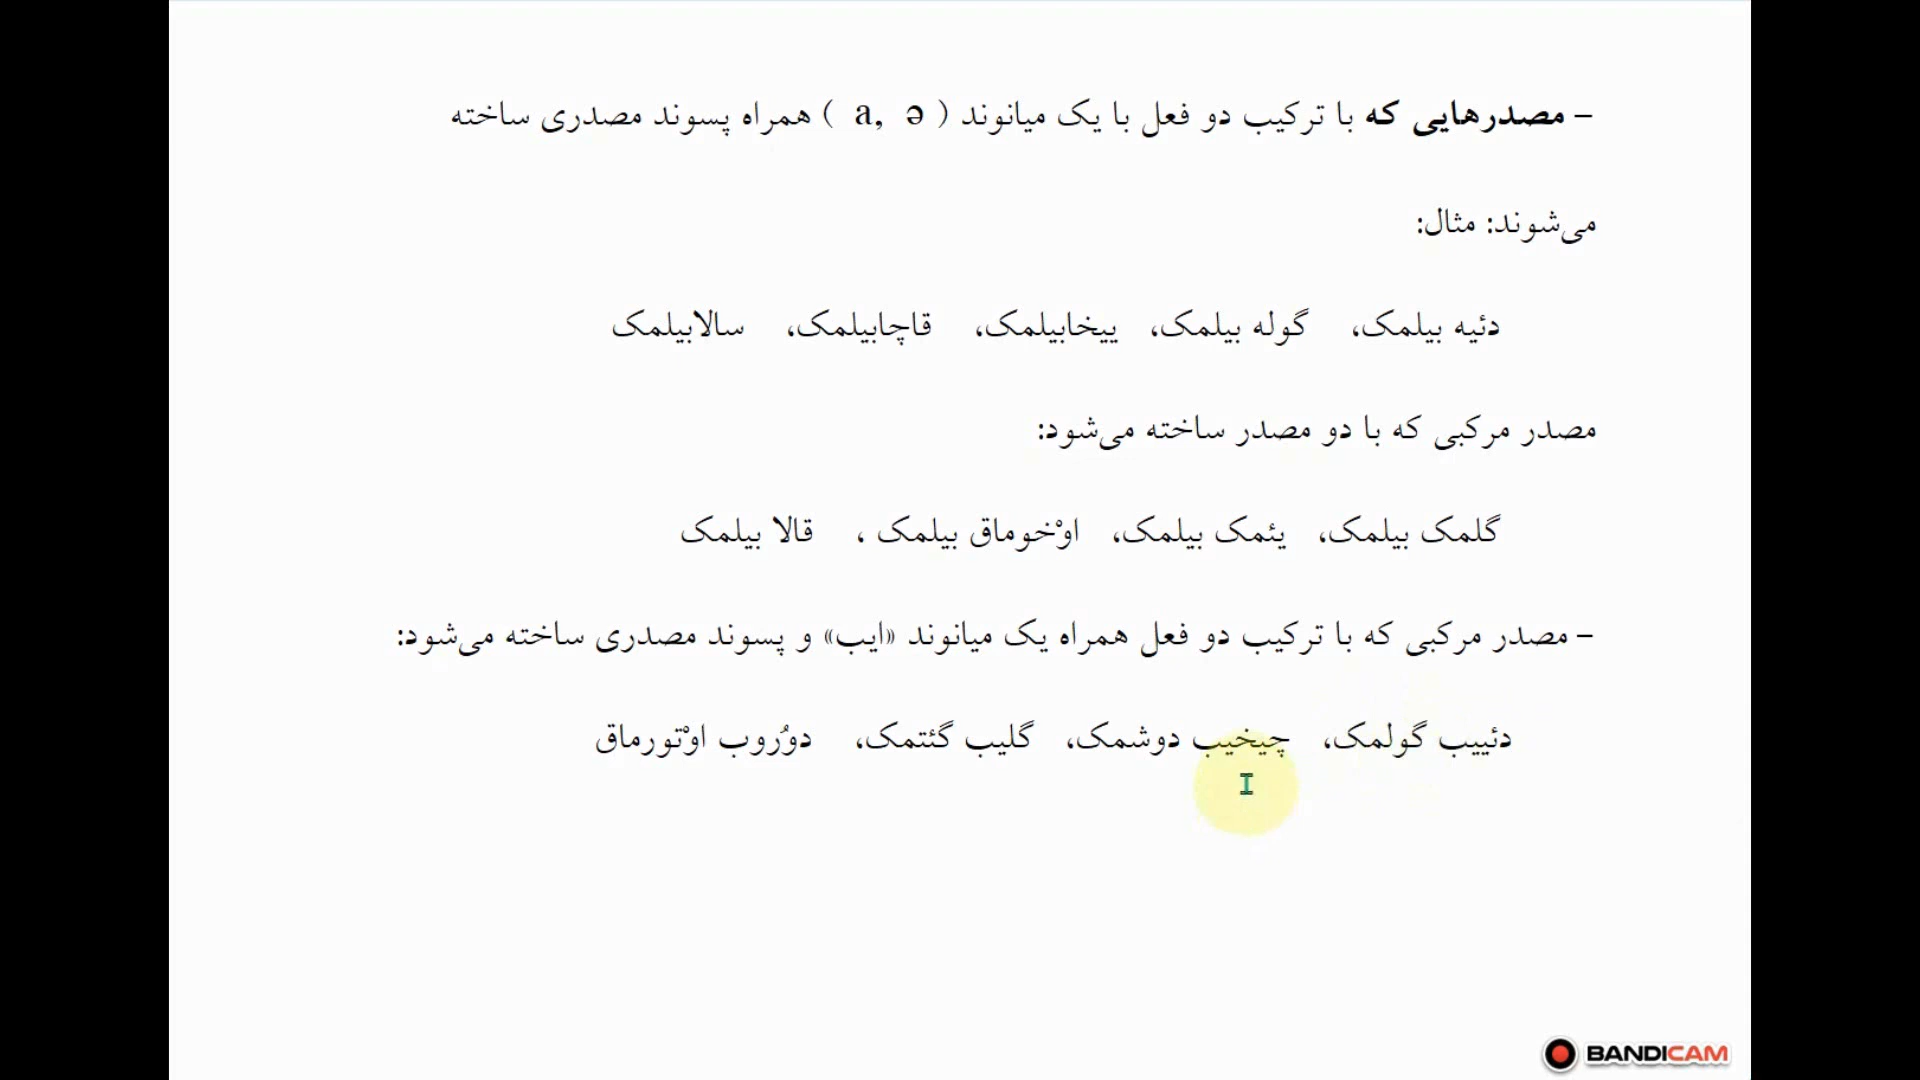 – مصدرهایی که با ترکیب دو فعل با یک میانوند ( a, ə ) همراه پسوند مصدری ساخته
می‌شوند: مثال:
دئیه بیلمک، گوله بیلمک، ییخابیلمک، قاچابیلمک، سالابیلمک
مصدر مرکبی که با دو مصدر ساخته می‌شود:
گلمک بیلمک، یئمک بیلمک، اوْخوماق بیلمک ، قالا بیلمک
– مصدر مرکبی که با ترکیب دو فعل همراه یک میانوند «ایب» و پسوند مصدری ساخته می‌شود:
دئییب گولمک، چیخیب دوشمک، گلیب گئتمک، دوُروب اوْتورماق
BANDICAM